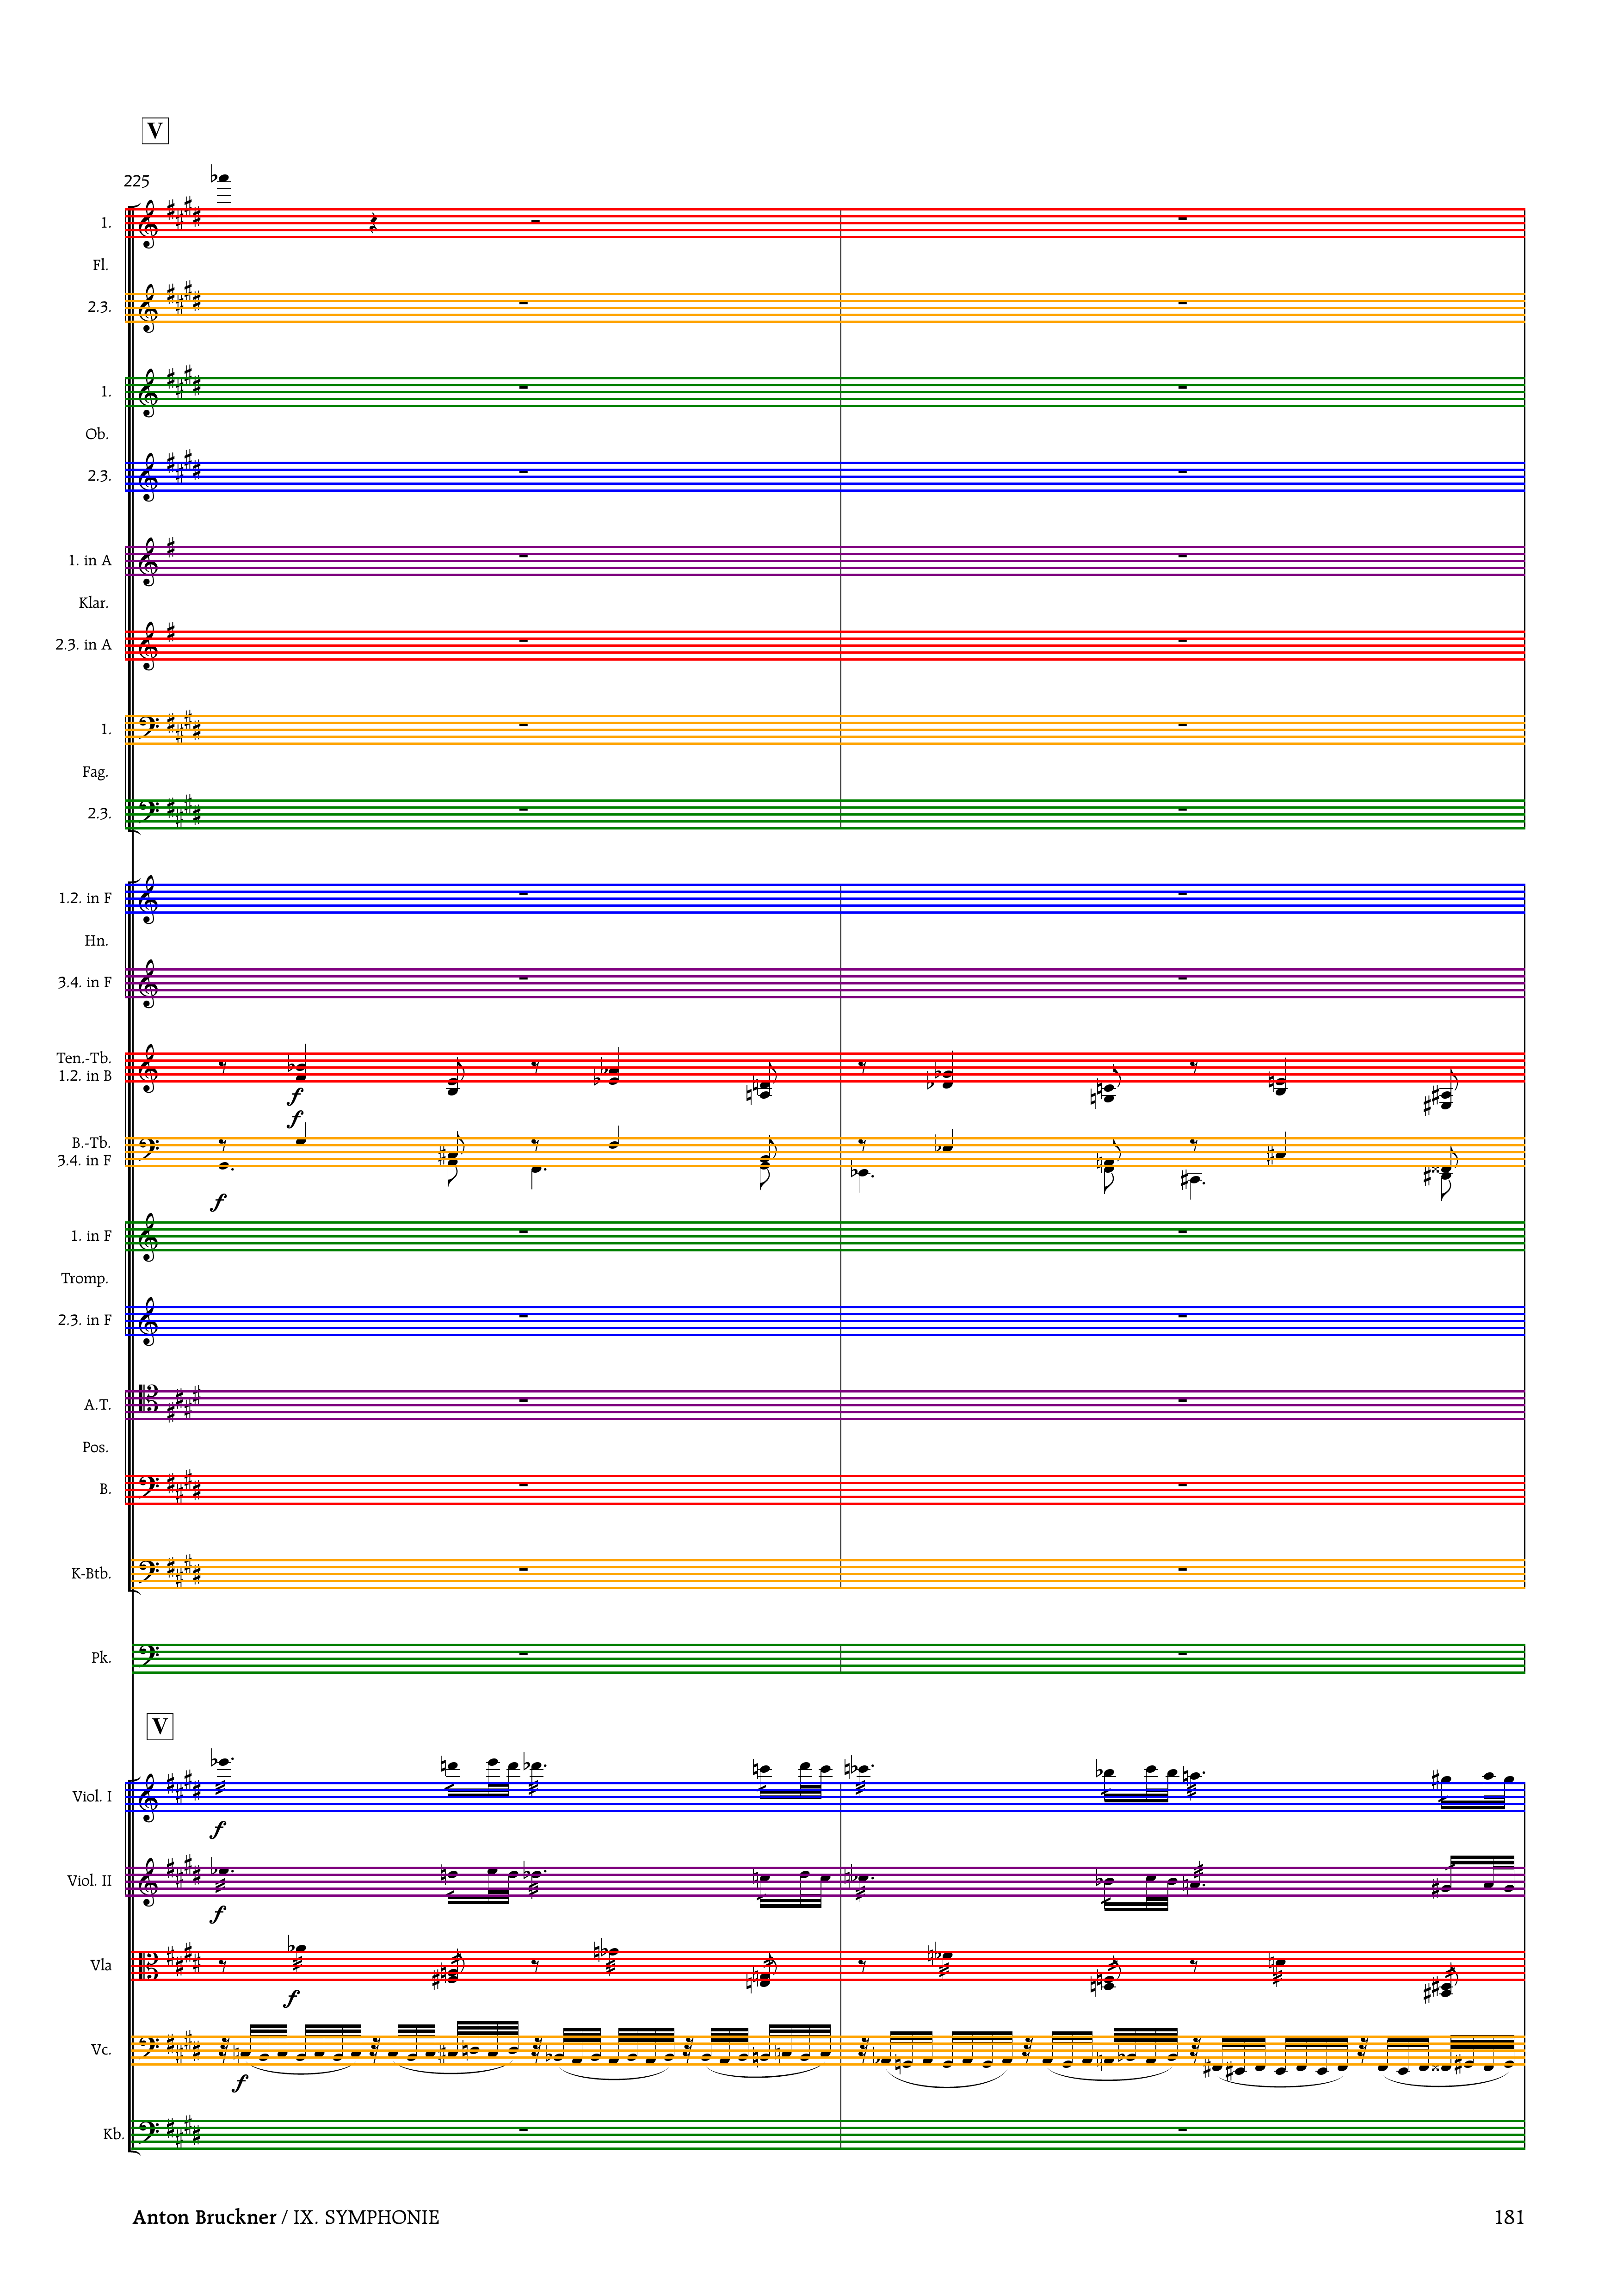 V
225
1.
Fl.
2.3.
1.
Ob.
2.3.
1. in A
Klar.
2.3. in A
1.
Fag.
2.3.
1.2. in F
Hn.
3.4. in F
Ten.-Tb.
1.2. in B
f
f
B.-Tb.
3.4. in F
f
1. in F
Tromp.
2.3. in F
A.T.
Pos.
B.
K-Btb.
Pk.
V
Viol. I
f
Viol. II
f
Vla
f
Vc.
f
Kb.
Anton Bruckner / IX. SYMPHONIE 181